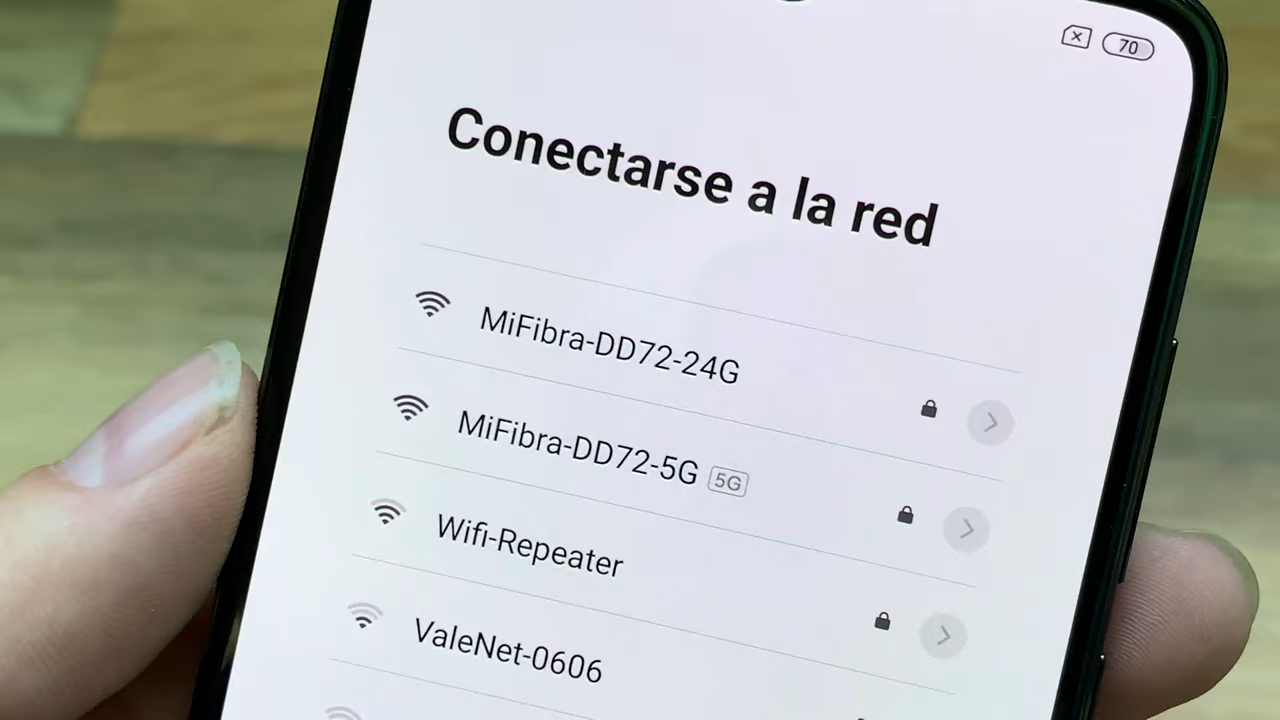 70
Conectarse a la red
MiFibra-DD72-24G
MiFibra-DD72-5G 5G
Wifi-Repeater
ValeNet-0606